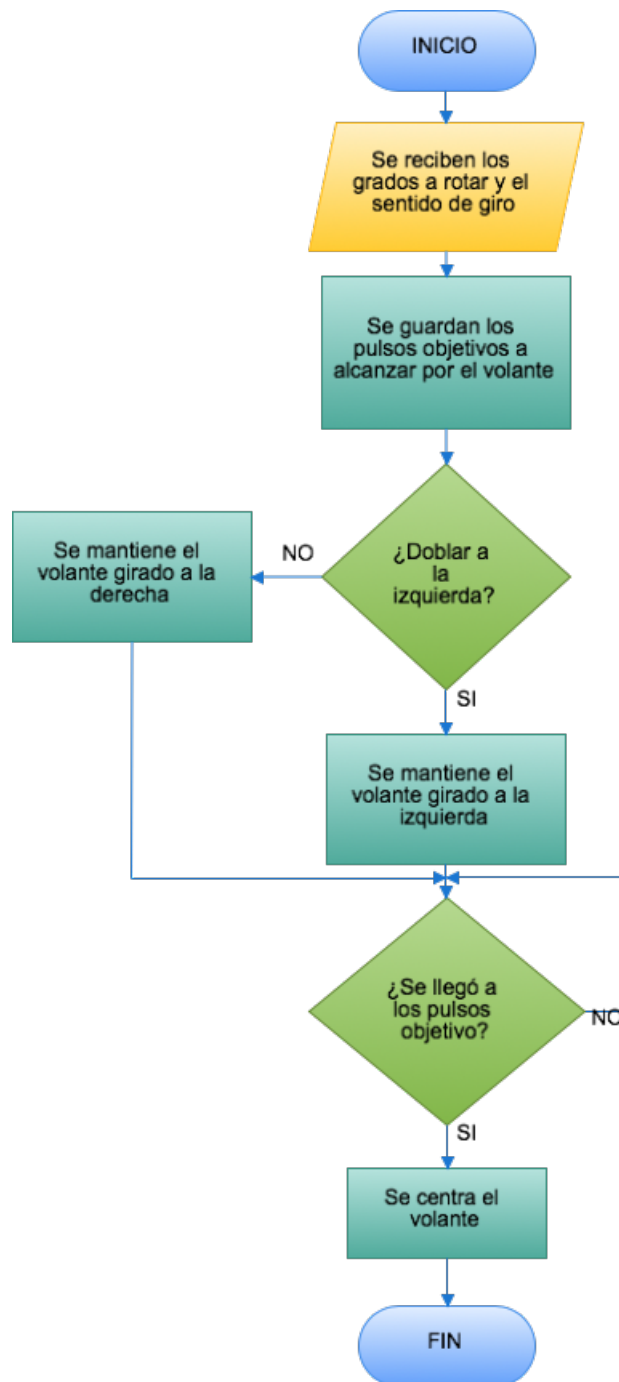 INICIO
Se reciben los
grados a rotar y el
sentido de giro
Se guardan los
pulsos objetivos a
alcanzar por el volante
¿Doblar a
la
izquierda?
NO
Se mantiene el
volante girado a la
derecha
SI
Se mantiene el
volante girado a la
izquierda
¿Se llegó a
los pulsos
objetivo?
NO
SI
Se centra el
volante
FIN